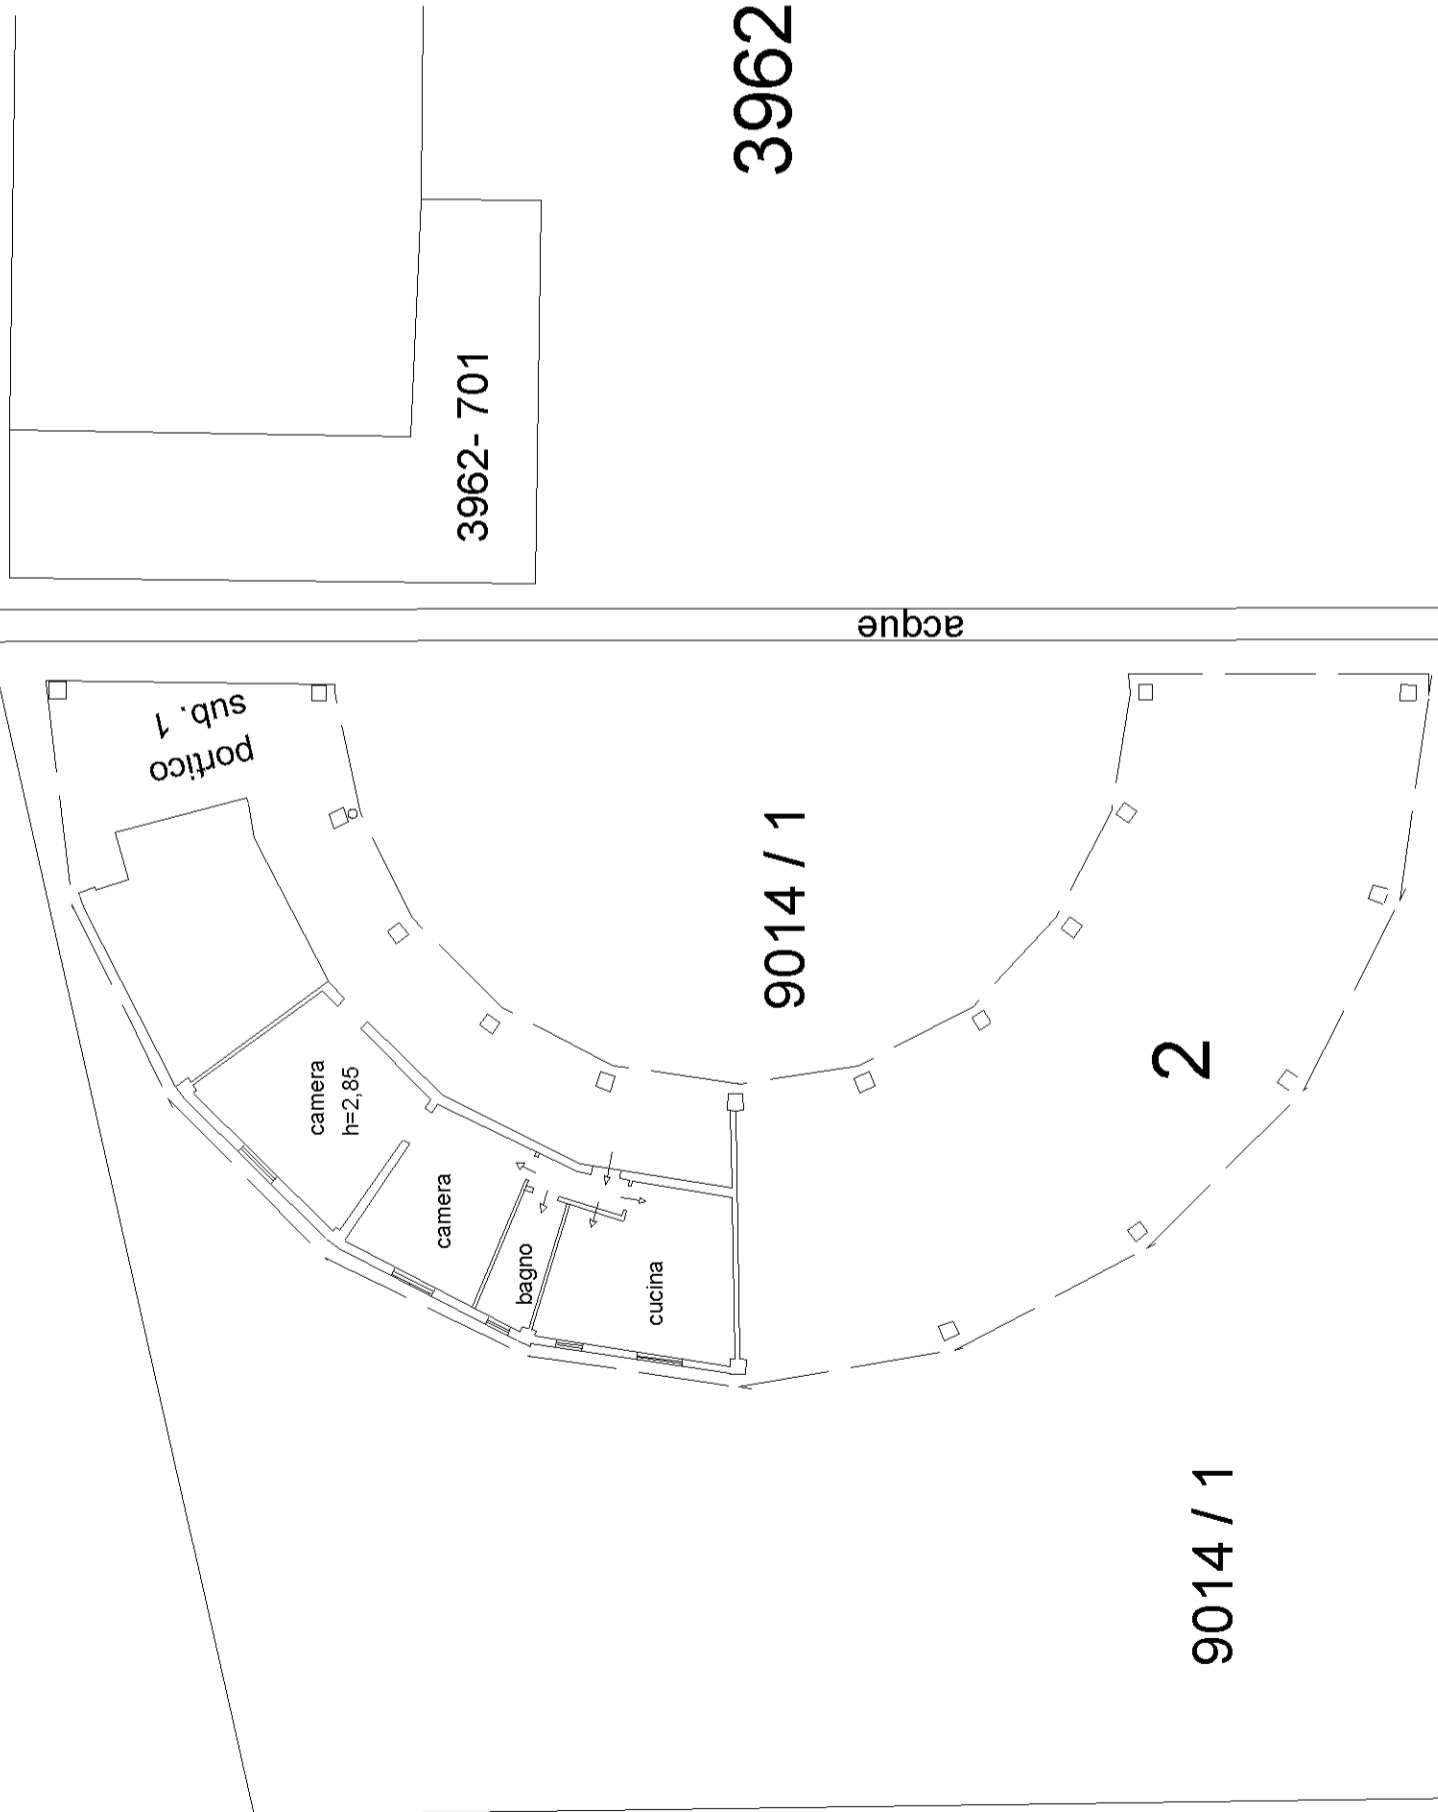 3962
3962- 701
acque
portico
sub. 1
9014 / 1
2
camera
h=2,85
camera
bagno
cucina
9014 / 1